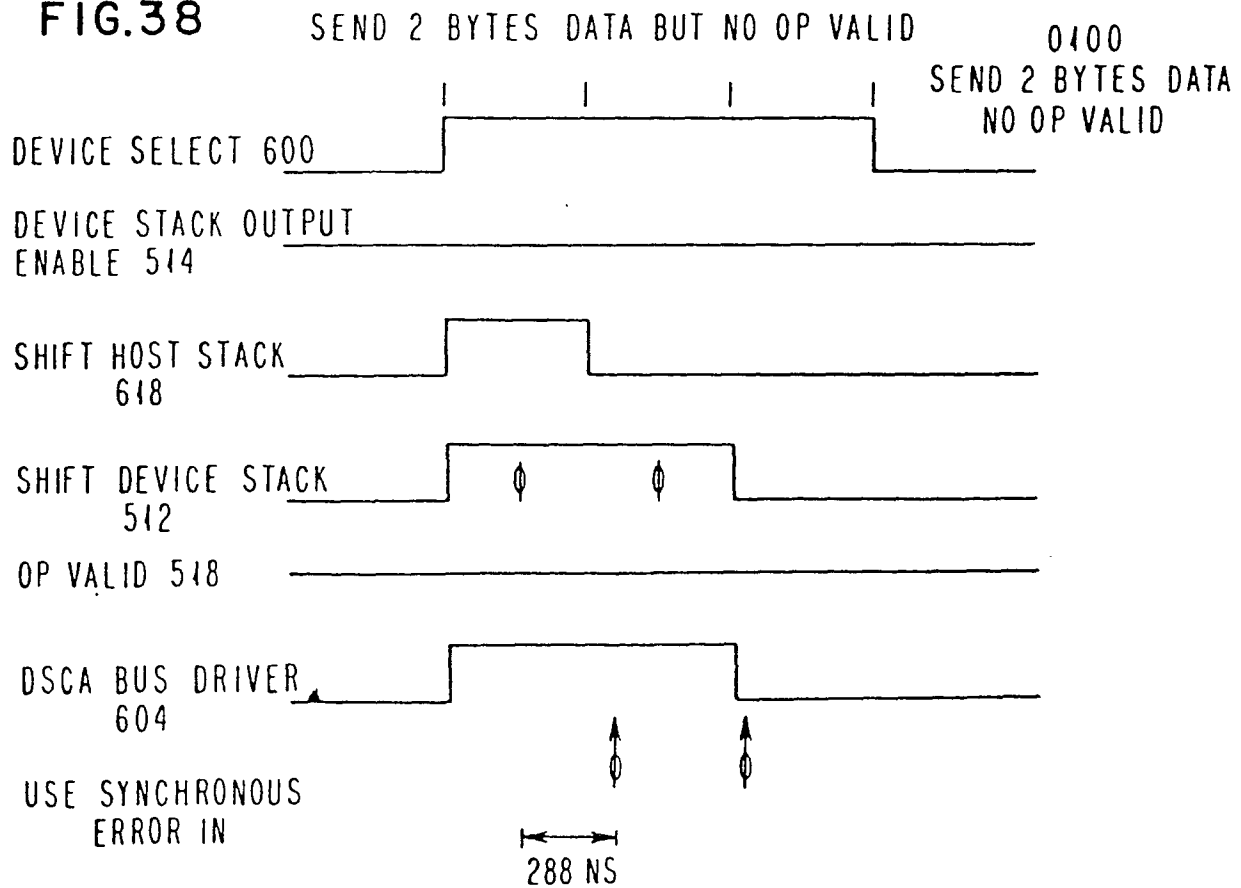 FIG.38
SEND 2 BYTES DATA BUT NO OP VALID
0100
SEND 2 BYTES DATA
NO OP VALID
DEVICE SELECT 600
DEVICE STACK OUTPUT
ENABLE 514
SHIFT HOST STACK
618
SHIFT DEVICE STACK
512
OP VALID 518
DSCA BUS DRIVER
604
USE SYNCHRONOUS
ERROR IN
288 NS